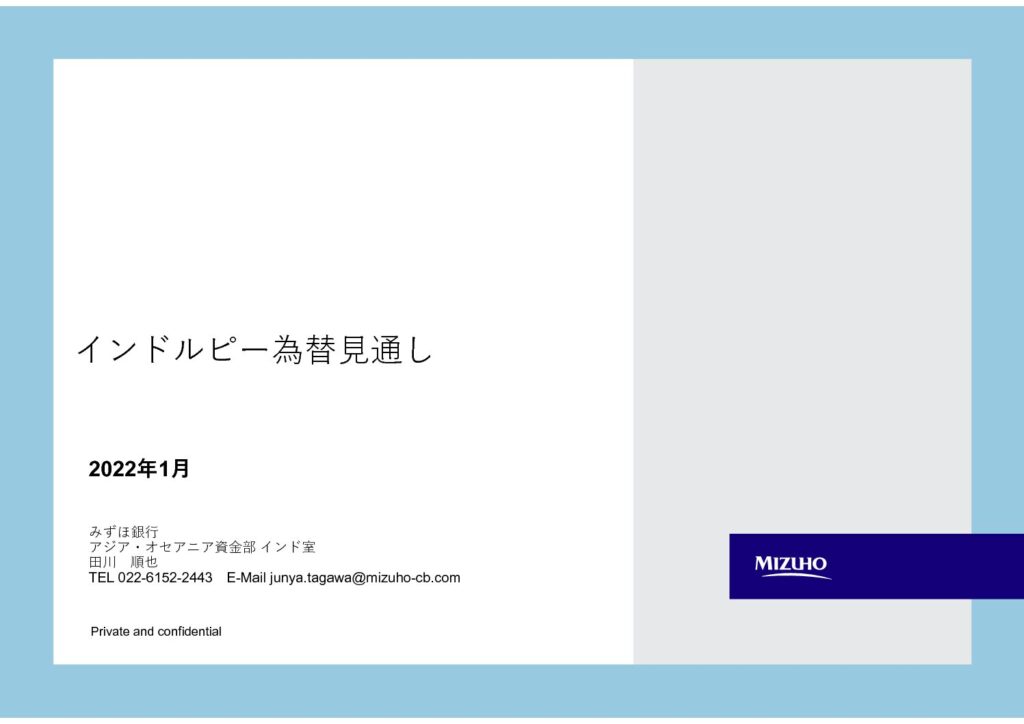 インドルピー為替見通し
2022年1月
みずほ銀行
アジア・オセアニア資金部 インド室
田川　順也
TEL 022-6152-2443　E-Mail junya.tagawa@mizuho-cb.com
MIZUHO
Private and confidential